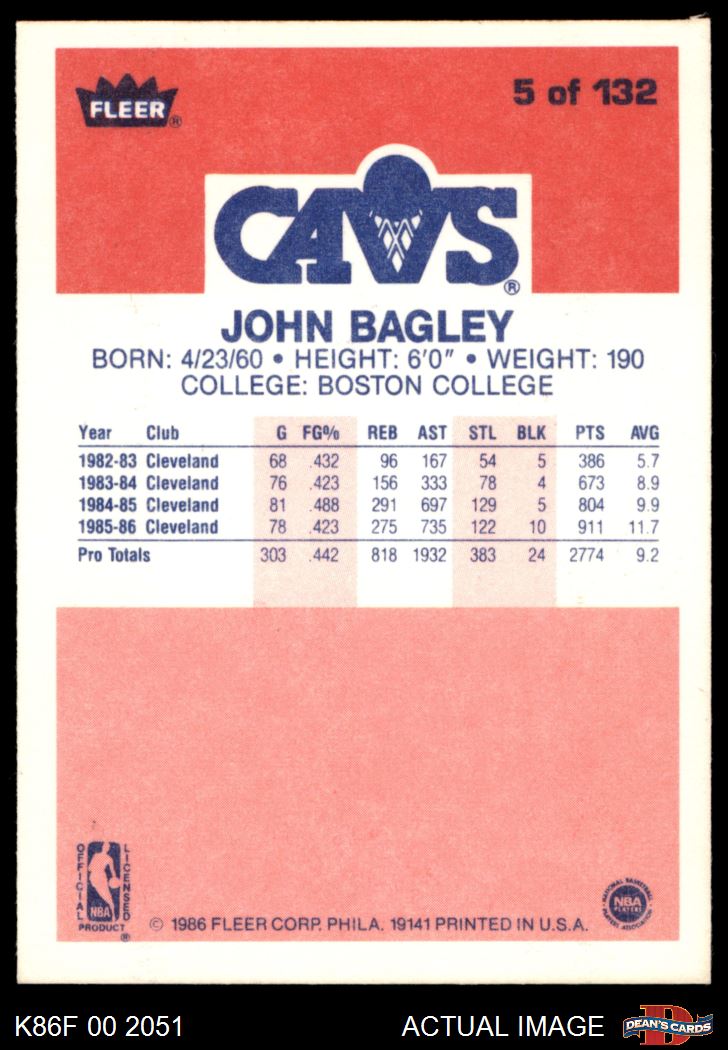 FLEER ®
5 of 132
CAVS ®
JOHN BAGLEY
BORN: 4/23/60 • HEIGHT: 6'0" • WEIGHT: 190
COLLEGE: BOSTON COLLEGE
Year Club G FG% REB AST STL BLK PTS AVG
1982-83 Cleveland 68 .432 96 167 54 5 386 5.7
1983-84 Cleveland 76 .423 156 333 78 4 673 8.9
1984-85 Cleveland 81 .488 291 697 129 5 804 9.9
1985-86 Cleveland 78 .423 275 735 122 10 911 11.7
Pro Totals 303 .442 818 1932 383 24 2774 9.2
OFFICIAL
LICENSED
NBA
PRODUCT ®
© 1986 FLEER CORP. PHILA. 19141 PRINTED IN U.S.A.
NATIONAL BASKETBALL
NBA
PLAYERS
PLAYERS ASSOCIATION
K86F 00 2051
ACTUAL IMAGE
D
DEAN'S CARDS